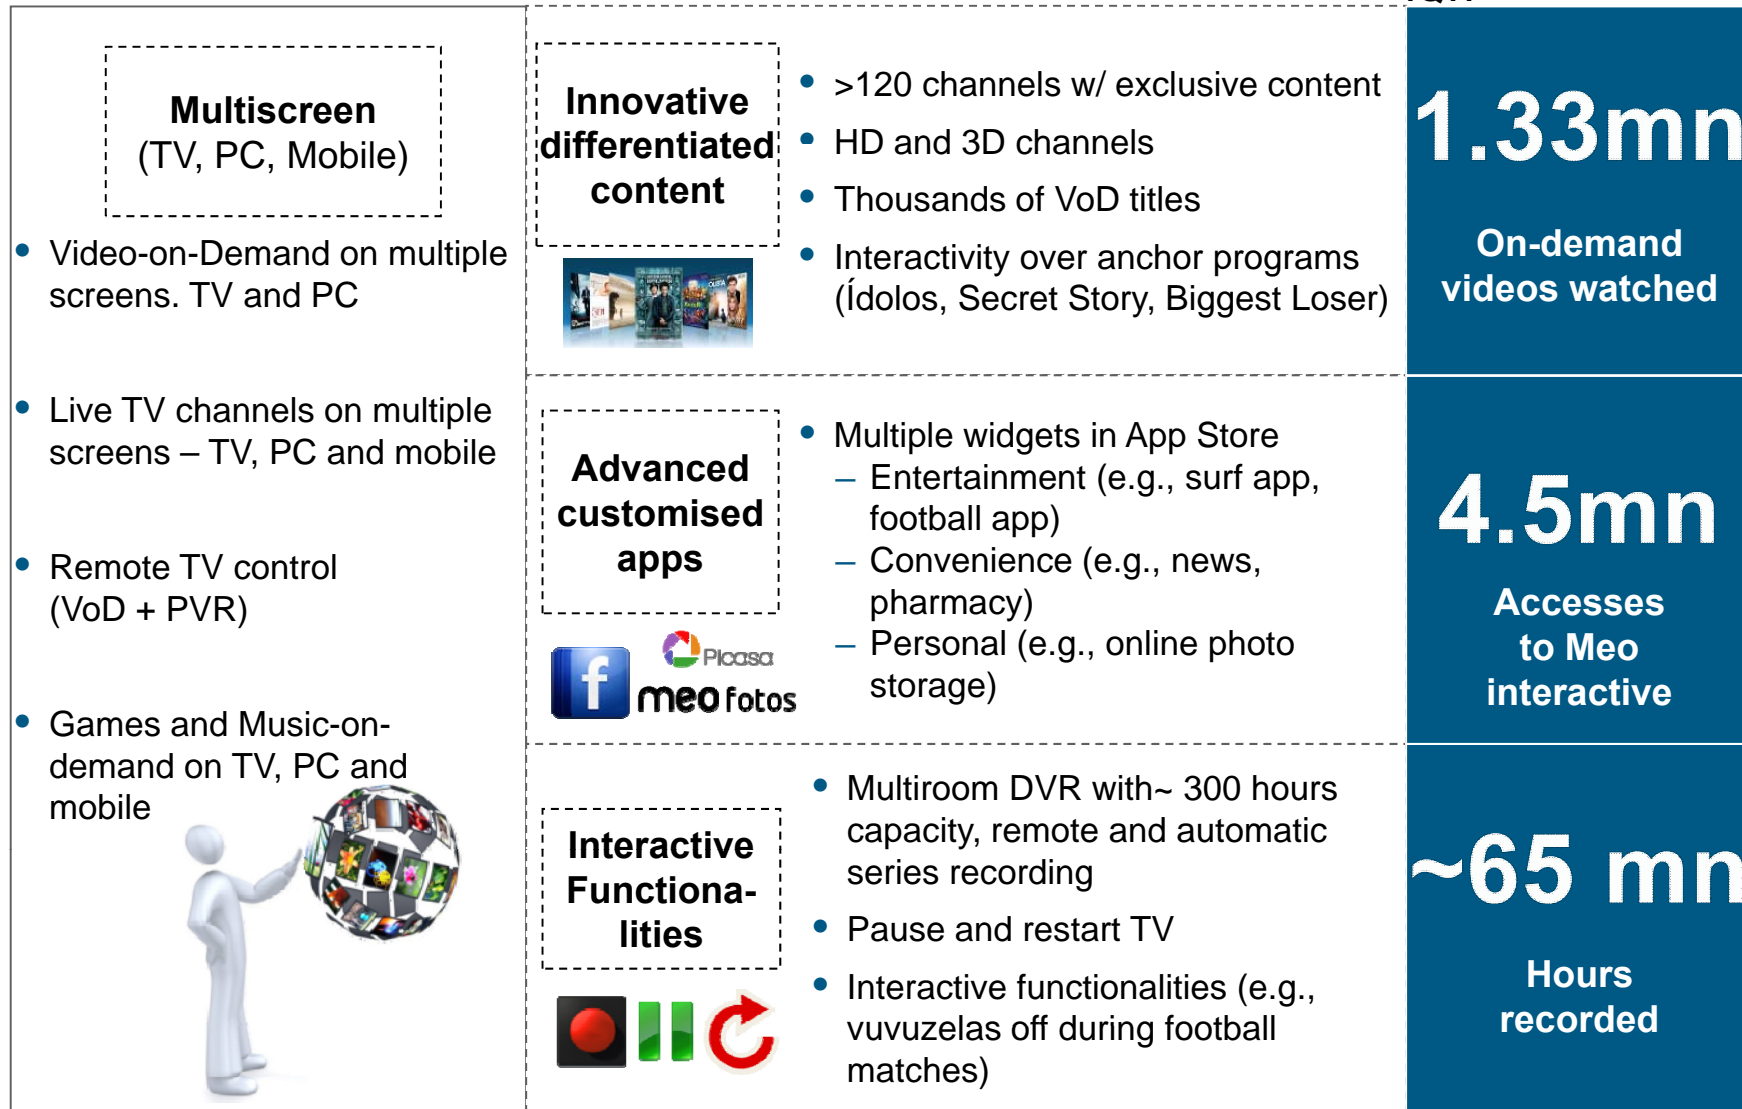 Multiscreen
(TV, PC, Mobile)
• Video-on-Demand on multiple
screens. TV and PC
• Live TV channels on multiple
screens – TV, PC and mobile
• Remote TV control
(VoD + PVR)
• Games and Music-on-
demand on TV, PC and
mobile
Innovative
differentiated
content
• >120 channels w/ exclusive content
• HD and 3D channels
• Thousands of VoD titles
• Interactivity over anchor programs
(Ídolos, Secret Story, Biggest Loser)
1.33mn
On-demand
videos watched
Advanced
customised
apps
f
Picasa
meo fotos
• Multiple widgets in App Store
– Entertainment (e.g., surf app,
football app)
– Convenience (e.g., news,
pharmacy)
– Personal (e.g., online photo
storage)
4.5mn
Accesses
to Meo
interactive
Interactive
Functiona-
lities
• Multiroom DVR with~ 300 hours
capacity, remote and automatic
series recording
• Pause and restart TV
• Interactive functionalities (e.g.,
vuvuzelas off during football
matches)
~65 mn
Hours
recorded